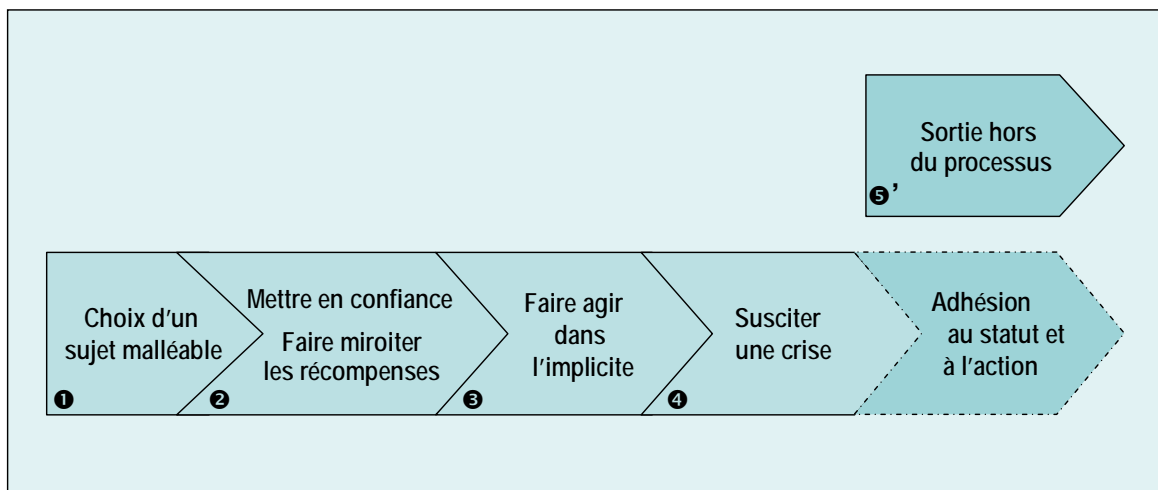 Sortie hors
du processus
❺’
Choix d’un
sujet malléable
❶
Mettre en confiance
Faire miroiter
les récompenses
❷
Faire agir
dans
l’implicite
❸
Susciter
une crise
❹
Adhésion
au statut et
à l’action